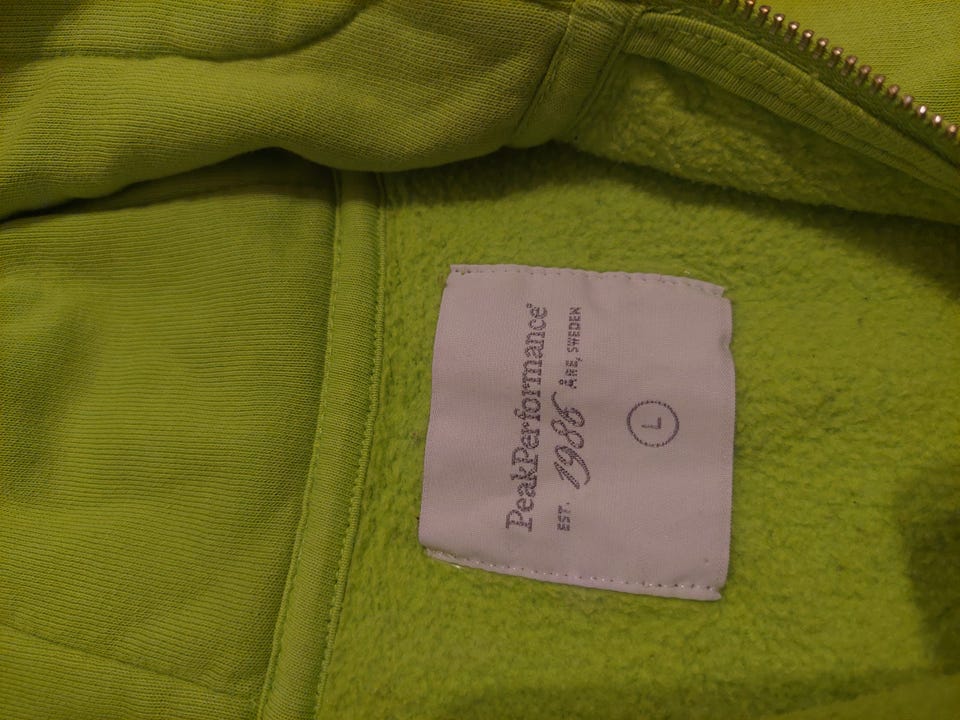 PeakPerformance®
EST. 1986 ÅRE, SWEDEN
L